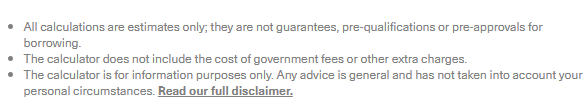 • All calculations are estimates only; they are not guarantees, pre-qualifications or pre-approvals for
borrowing.
• The calculator does not include the cost of government fees or other extra charges.
• The calculator is for information purposes only. Any advice is general and has not taken into account your
personal circumstances. Read our full disclaimer.